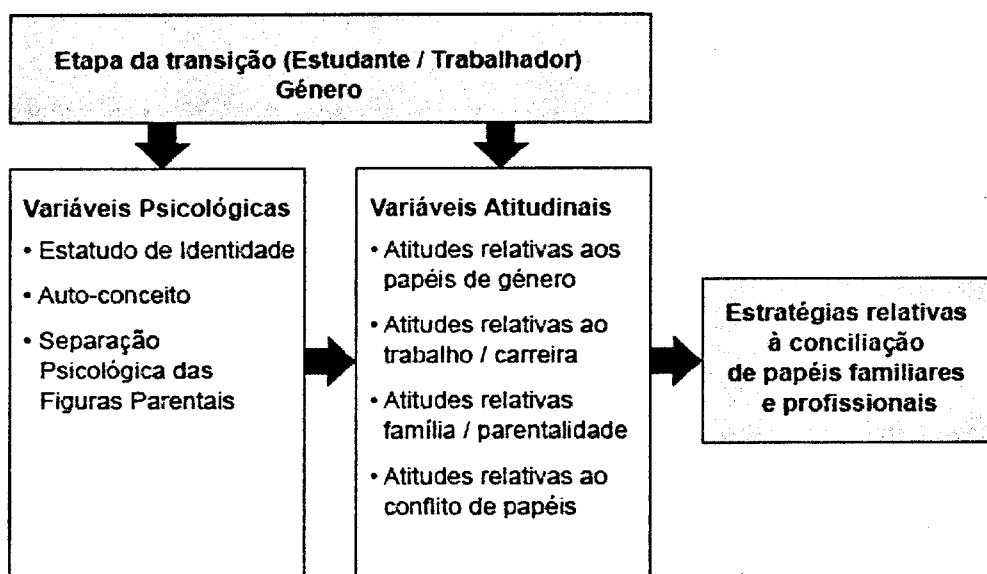 Etapa da transição (Estudante / Trabalhador)
Género
Variáveis Psicológicas
• Estatudo de Identidade
• Auto-conceito
• Separação
Psicológica das
Figuras Parentais
Variáveis Atitudinais
• Atitudes relativas aos
papéis de género
• Atitudes relativas ao
trabalho / carreira
• Atitudes relativas
família / parentalidade
• Atitudes relativas ao
conflito de papéis
Estratégias relativas
à conciliação
de papéis familiares
e profissionais